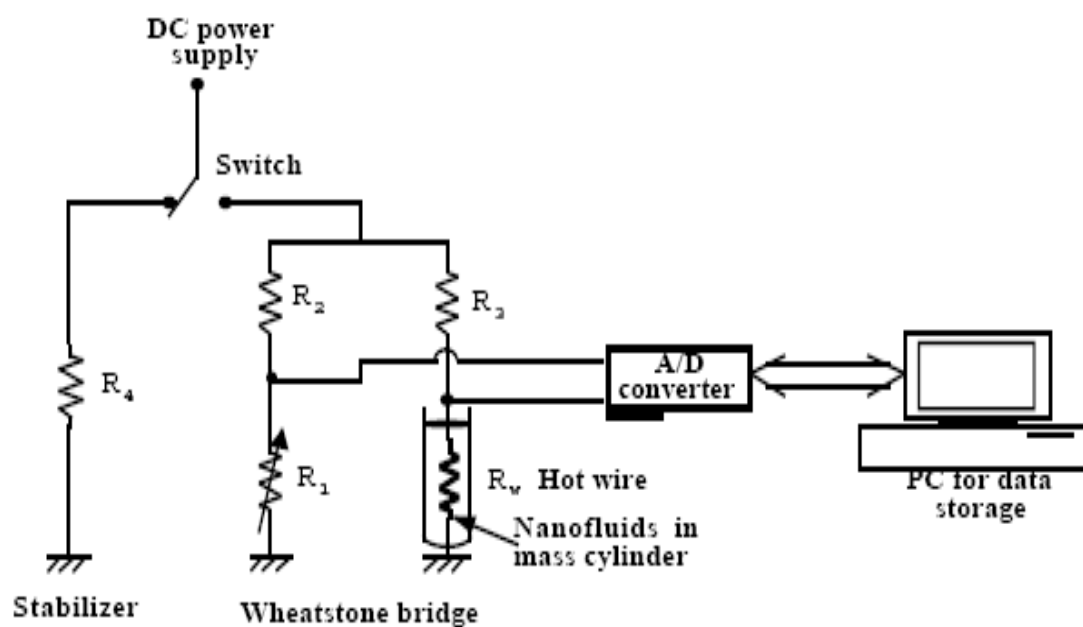 DC power
supply
Switch
R₂
R₃
R₄
A/D
converter
R₁
R_w Hot wire
Nanofluids in
mass cylinder
PC for data
storage
Stabilizer
Wheatstone bridge